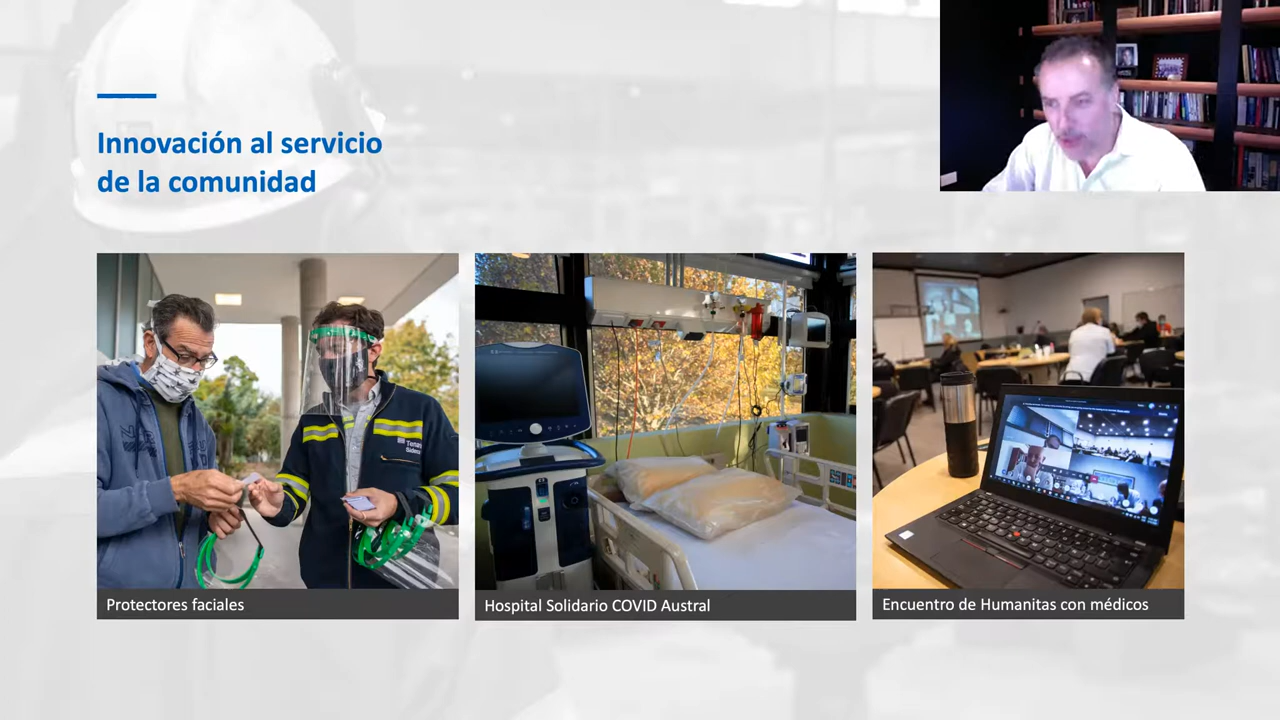 Innovación al servicio
de la comunidad
Protectores faciales
Hospital Solidario COVID Austral
Encuentro de Humanitas con médicos